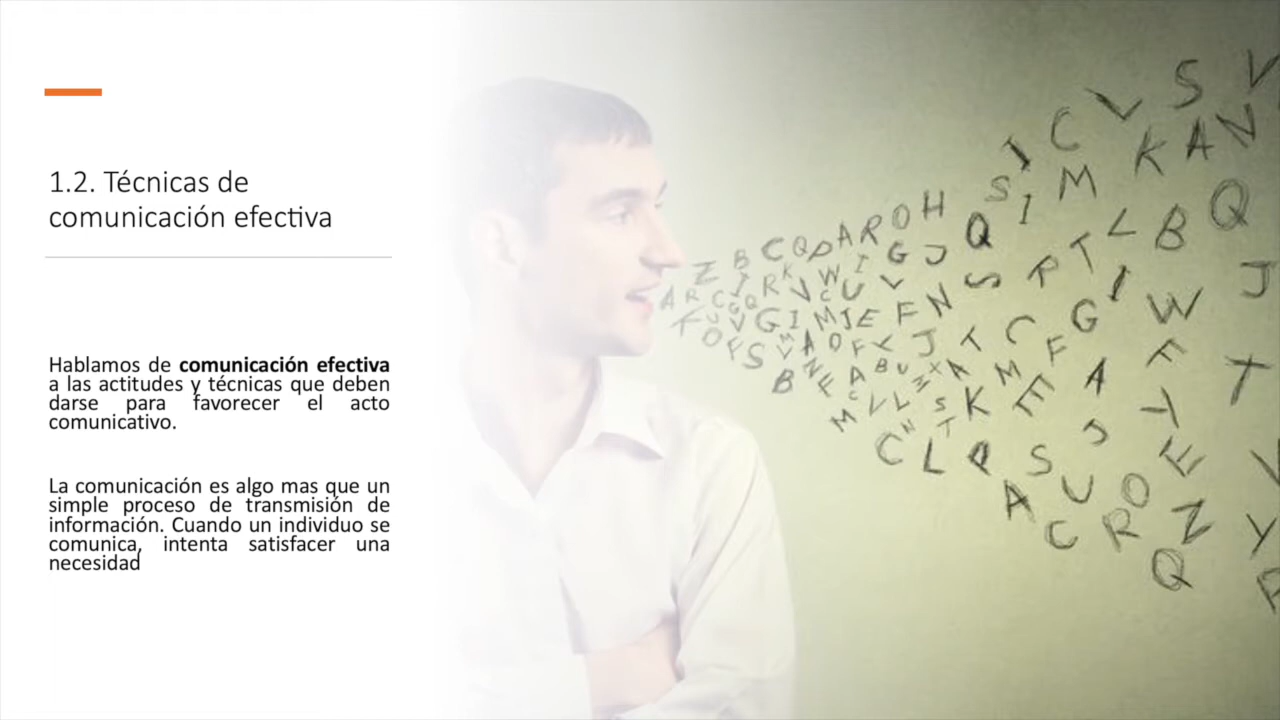 1.2. Técnicas de
comunicación efectiva
Hablamos de comunicación efectiva
a las actitudes y técnicas que deben
darse para favorecer el acto
comunicativo.
La comunicación es algo mas que un
simple proceso de transmisión de
información. Cuando un individuo se
comunica, intenta satisfacer una
necesidad